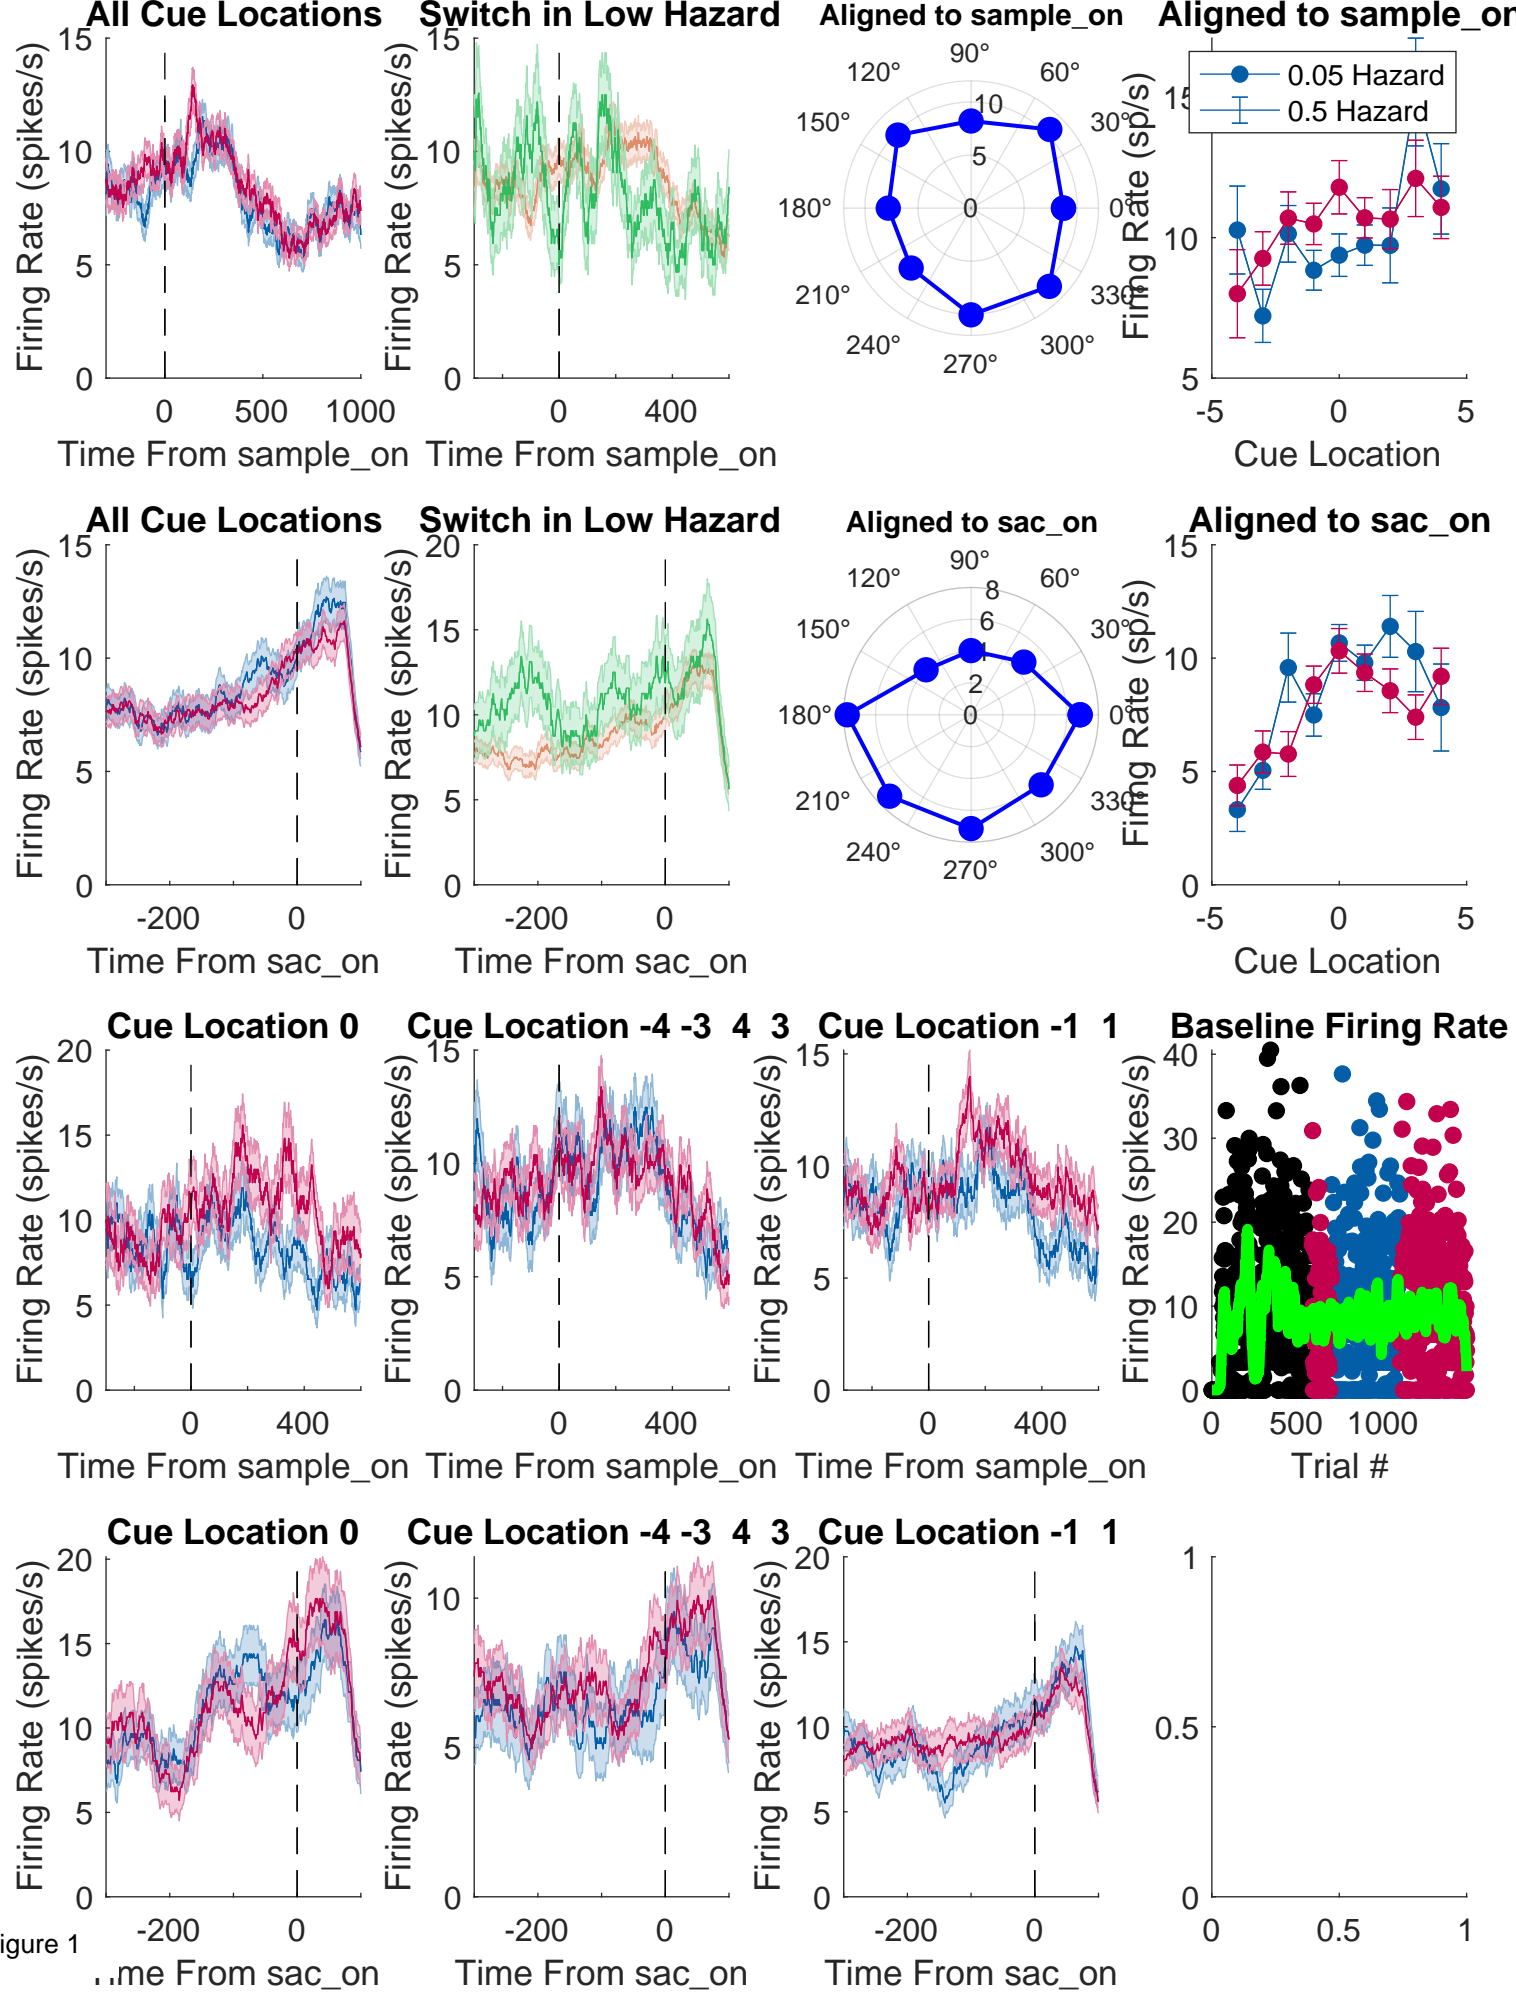 All Cue Locations
Firing Rate (spikes/s)
15
10
5
0
0 500 1000
Time From sample_on
Switch in Low Hazard
Firing Rate (spikes/s)
15
10
5
0
0 400
Time From sample_on
Aligned to sample_on
90°
120° 60°
150° 30°
180° 0°
210° 330°
240° 300°
270°
10
5
0
Aligned to sample_on
Firing Rate (sp/s)
0.05 Hazard
0.5 Hazard
15
10
5
-5 0 5
Cue Location
All Cue Locations
Firing Rate (spikes/s)
15
10
5
0
-200 0
Time From sac_on
Switch in Low Hazard
Firing Rate (spikes/s)
20
15
10
5
0
-200 0
Time From sac_on
Aligned to sac_on
90°
120° 60°
150° 30°
180° 0°
210° 330°
240° 300°
270°
8
6
4
2
0
Aligned to sac_on
Firing Rate (sp/s)
15
10
5
0
-5 0 5
Cue Location
Cue Location 0
Firing Rate (spikes/s)
20
15
10
5
0
0 400
Time From sample_on
Cue Location -4 -3 4 3
Firing Rate (spikes/s)
15
10
5
0
0 400
Time From sample_on
Cue Location -1 1
Firing Rate (spikes/s)
15
10
5
0
0 400
Time From sample_on
Baseline Firing Rate
Firing Rate (spikes/s)
40
30
20
10
0
0 500 1000
Trial #
Cue Location 0
Firing Rate (spikes/s)
20
15
10
5
0
-200 0
Time From sac_on
Cue Location -4 -3 4 3
Firing Rate (spikes/s)
10
5
0
-200 0
Time From sac_on
Cue Location -1 1
Firing Rate (spikes/s)
20
15
10
5
0
-200 0
Time From sac_on
1
0.5
0
0 0.5 1
igure 1